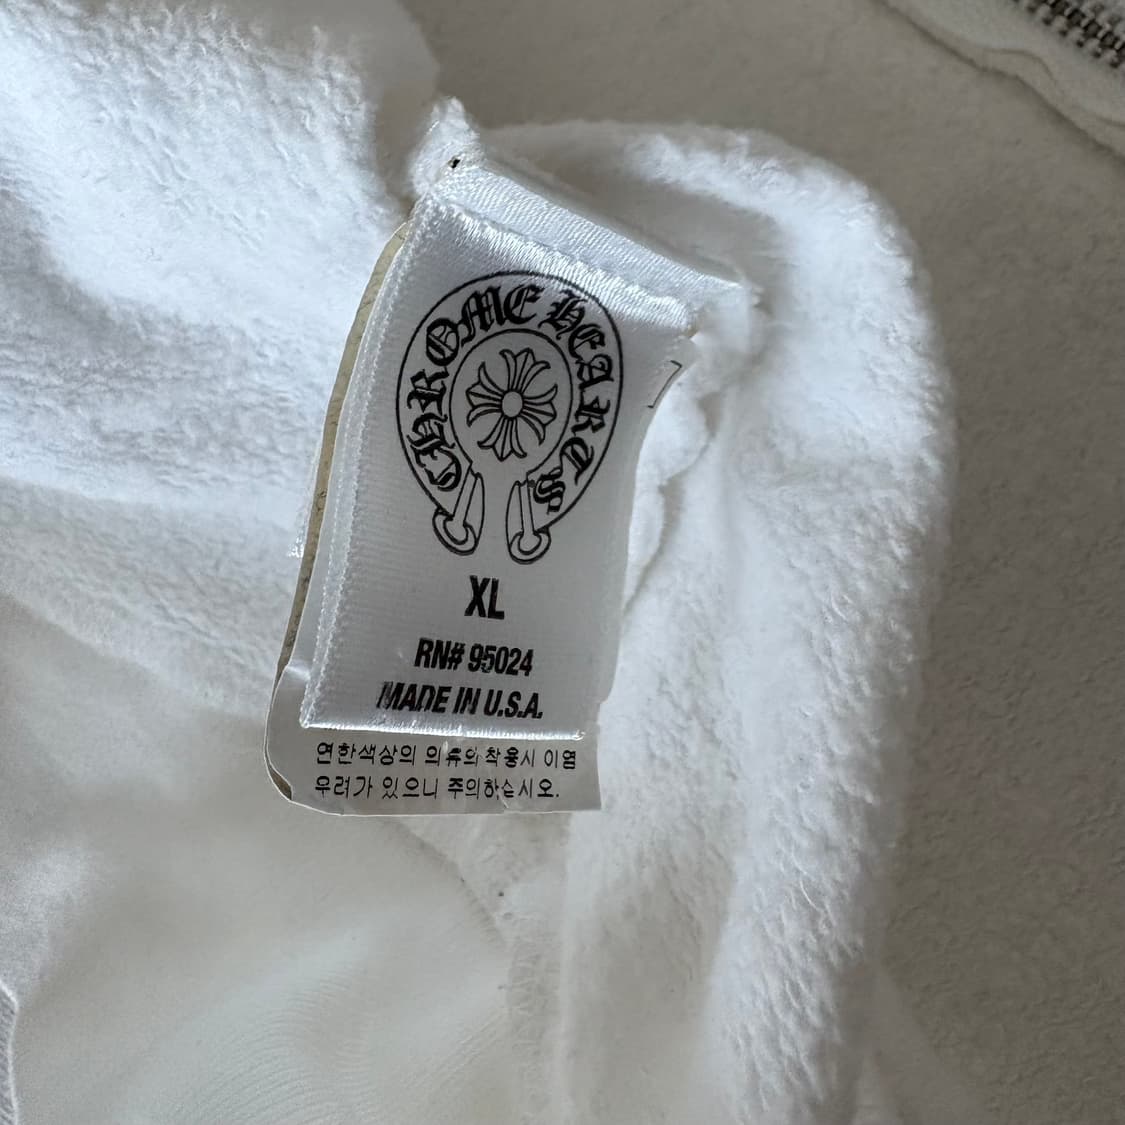 CHROME HEARTS
XL
RN# 95024
MADE IN U.S.A.
연한색상의 의류와 착용시 이염
우려가 있으니 주의하십시오.